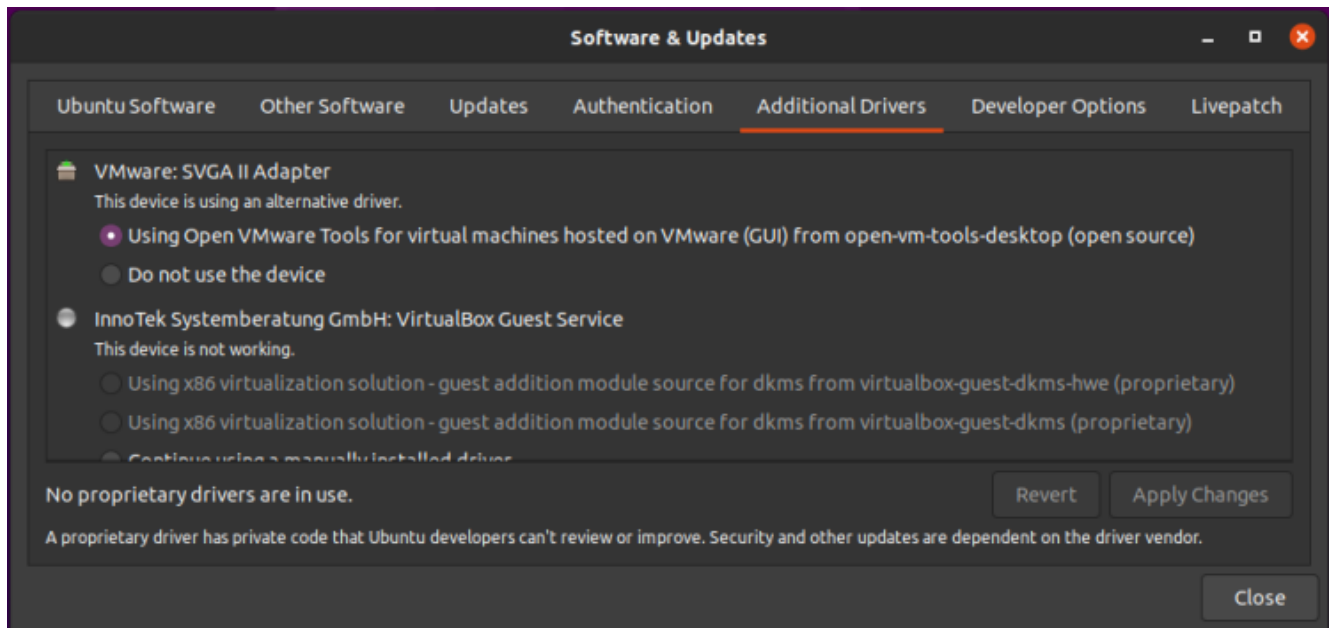 Software & Updates
Ubuntu Software Other Software Updates Authentication Additional Drivers Developer Options Livepatch
VMware: SVGA II Adapter
This device is using an alternative driver.
Using Open VMware Tools for virtual machines hosted on VMware (GUI) from open-vm-tools-desktop (open source)
Do not use the device
InnoTek Systemberatung GmbH: VirtualBox Guest Service
This device is not working.
Using x86 virtualization solution - guest addition module source for dkms from virtualbox-guest-dkms-hwe (proprietary)
Using x86 virtualization solution - guest addition module source for dkms from virtualbox-guest-dkms (proprietary)
Continue using a manually installed driver
No proprietary drivers are in use.
Revert Apply Changes
A proprietary driver has private code that Ubuntu developers can't review or improve. Security and other updates are dependent on the driver vendor.
Close